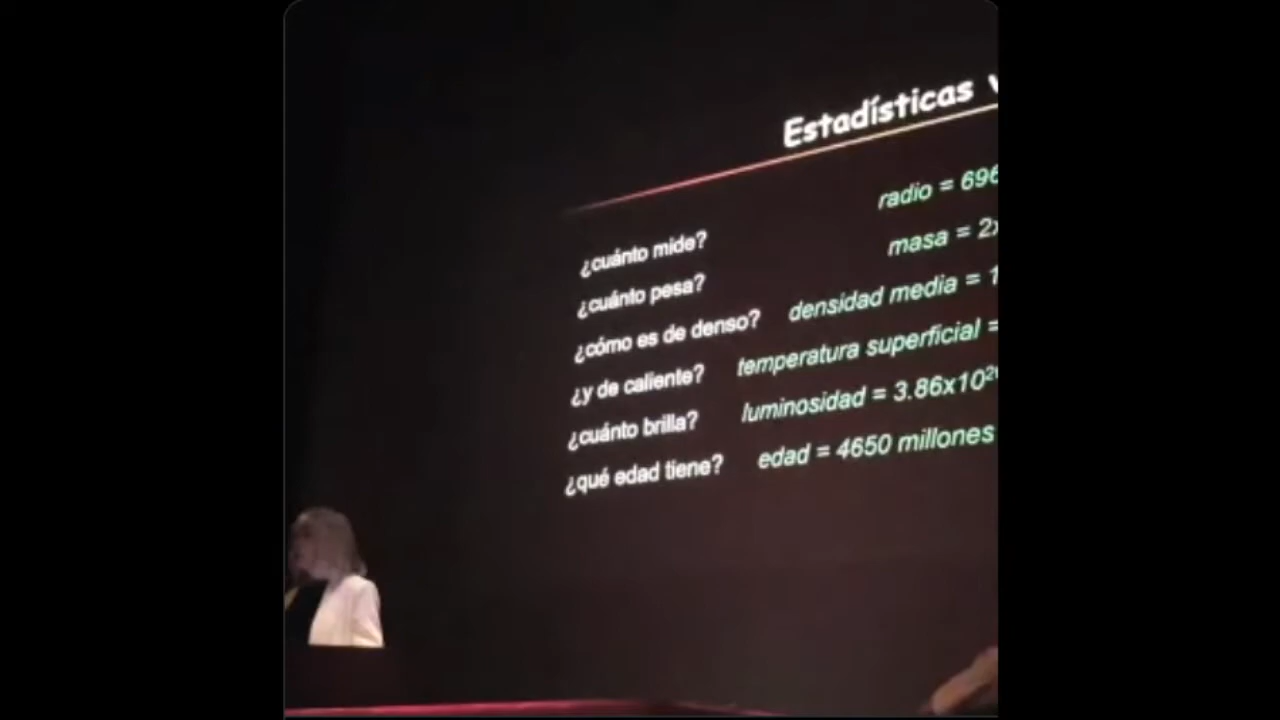 Estadísticas
¿cuánto mide? radio = 696
¿cuánto pesa? masa = 2x
¿cómo es de denso? densidad media = 1
¿y de caliente? temperatura superficial =
¿cuánto brilla? luminosidad = 3.86x10²
¿qué edad tiene? edad = 4650 millones